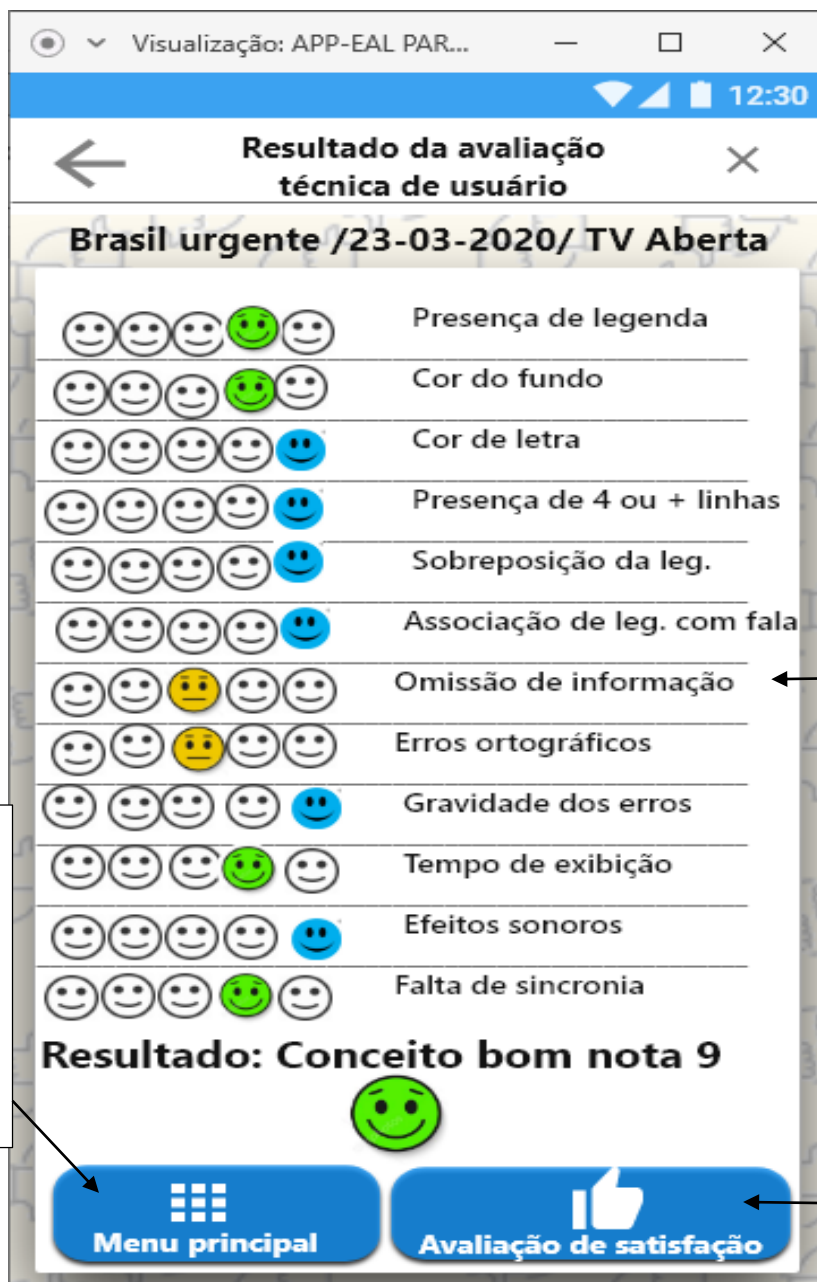 Visualização: APP-EAL PAR...
12:30
Resultado da avaliação
técnica de usuário
Brasil urgente /23-03-2020/ TV Aberta
Presença de legenda
Cor do fundo
Cor de letra
Presença de 4 ou + linhas
Sobreposição da leg.
Associação de leg. com fala
Omissão de informação
Erros ortográficos
Gravidade dos erros
Tempo de exibição
Efeitos sonoros
Falta de sincronia
Resultado: Conceito bom nota 9
Menu principal
Avaliação de satisfação